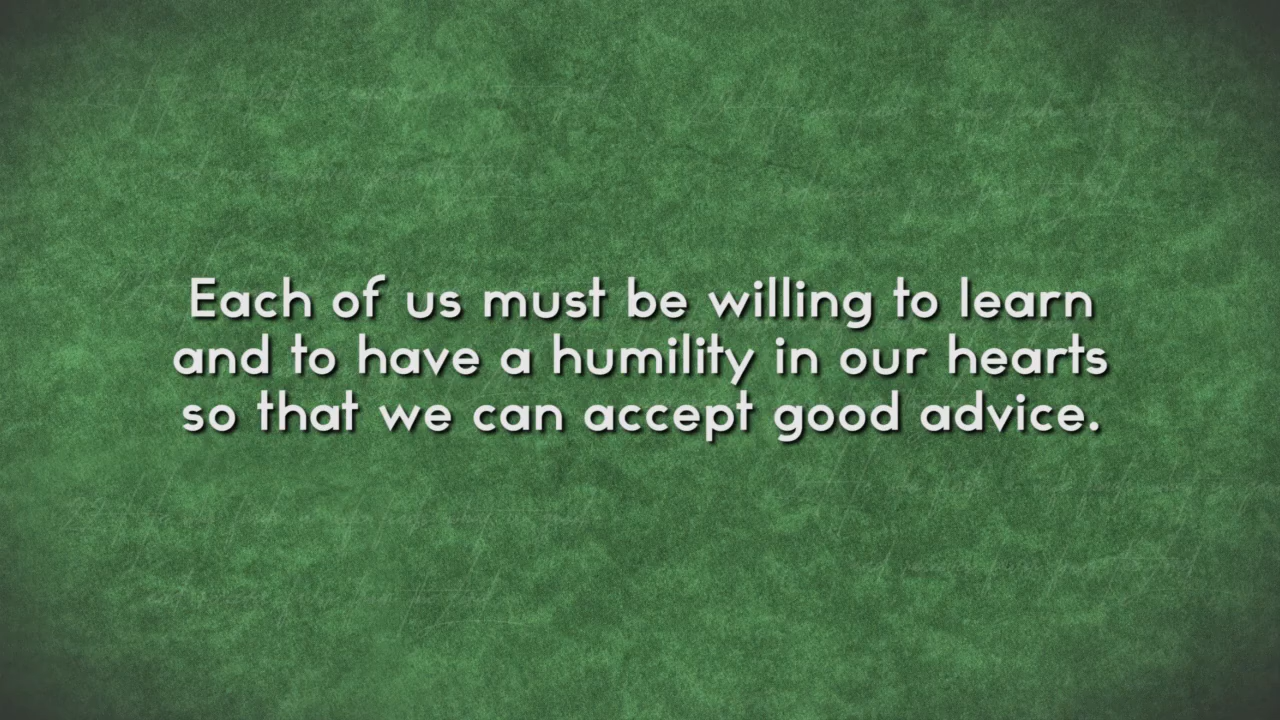 Each of us must be willing to learn
and to have a humility in our hearts
so that we can accept good advice.